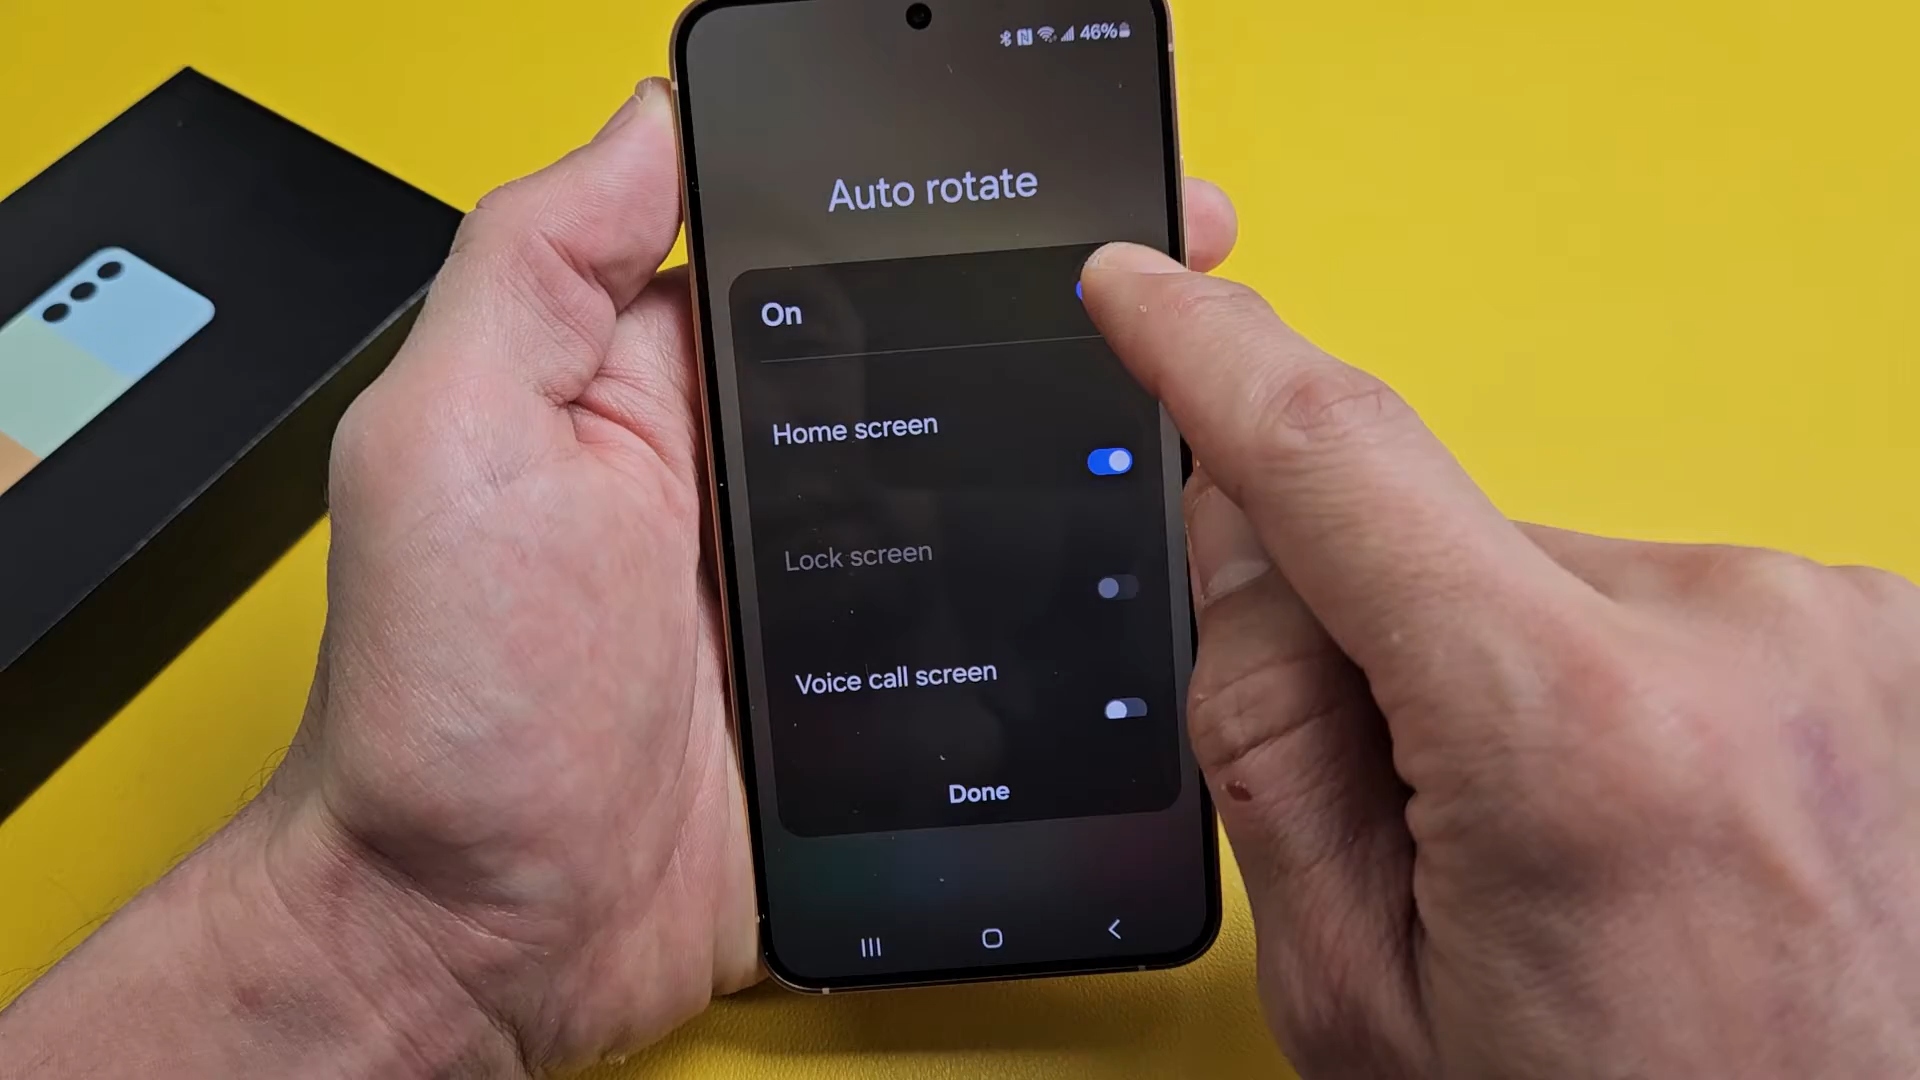 46%
Auto rotate
On
Home screen
Lock screen
Voice call screen
Done